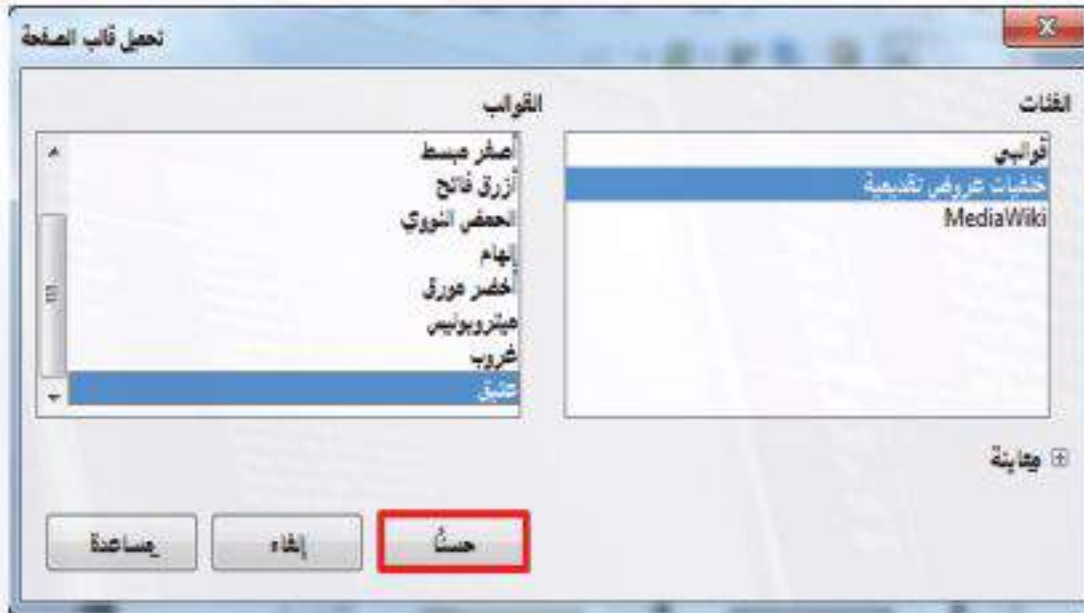 تحميل قالب الصفحة
الفئات
قوالبي
خلفيات عروض تقديمية
MediaWiki
القوالب
أصفر مبسط
أزرق فاتح
الحمض النووي
إلهام
أخضر مورق
ميتروبوليس
غروب
عتيق
معاينة
حسنًا
إلغاء
مساعدة